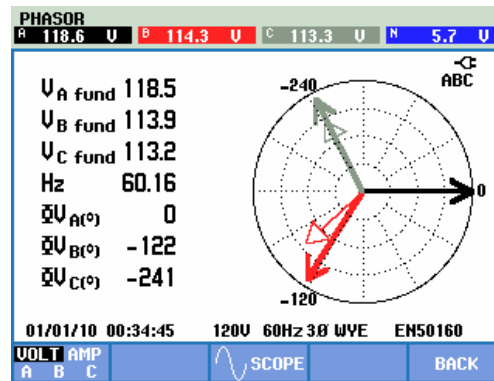 PHASOR
A 118.6 V B 114.3 V C 113.3 V N 5.7 V
ABC
VA fund 118.5
VB fund 113.9
VC fund 113.2
Hz 60.16
ΦVA(°) 0
ΦVB(°) -122
ΦVC(°) -241
-240
0
-120
01/01/10 00:34:45 120V 60Hz 3.Ø WYE EN50160
VOLT AMP
A B C
SCOPE
BACK